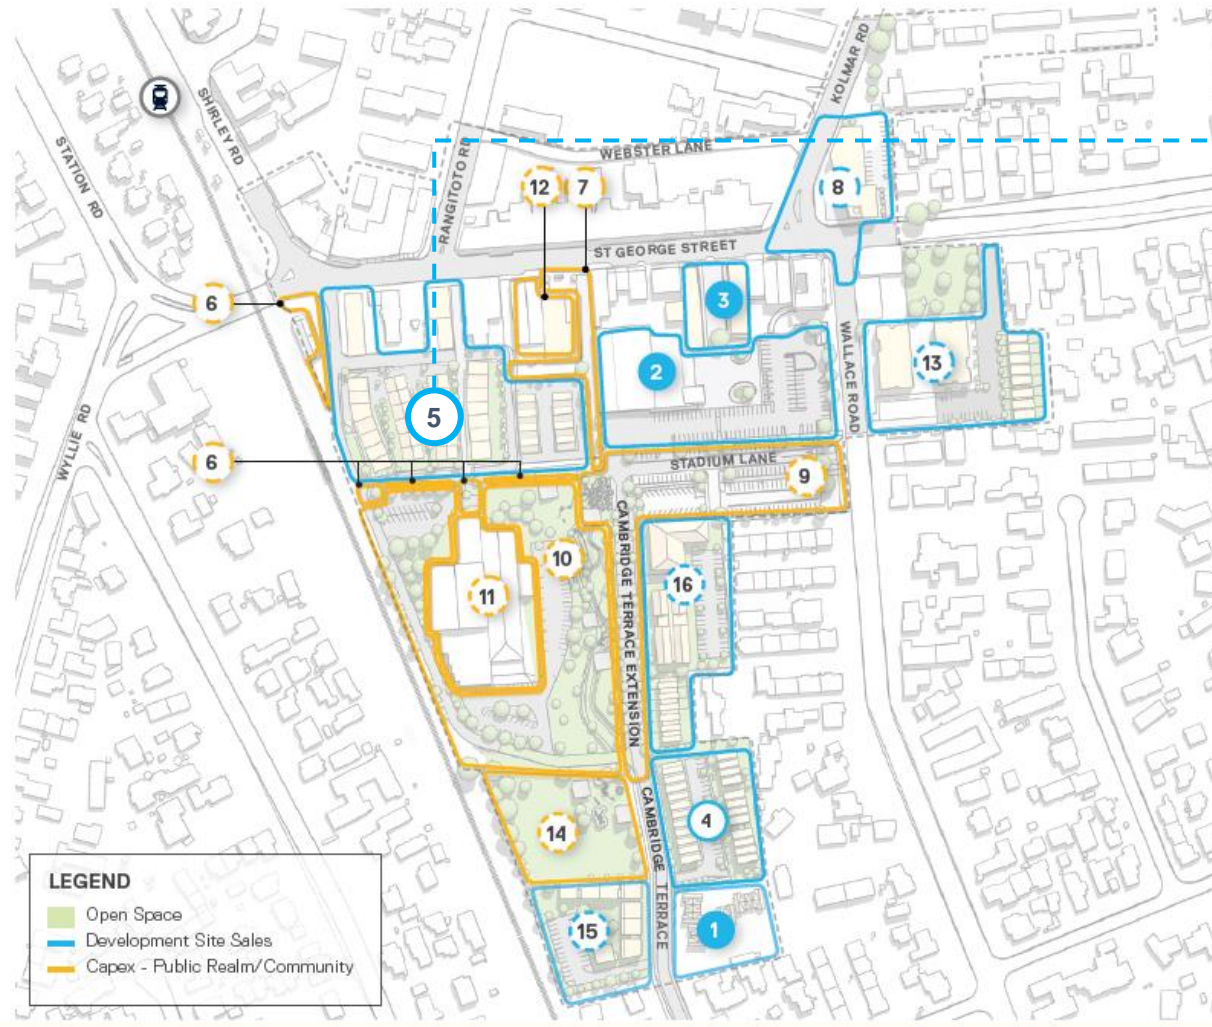 KOLMAR RD
SHIRLEY RD
STATION RD
RANGITOTO RD
WEBSTER LANE
12
7
8
ST GEORGE STREET
6
3
2
WALLACE ROAD
13
5
WYLLIE RD
6
STADIUM LANE
9
CAMBRIDGE TERRACE EXTENSION
10
11
16
14
CAMBRIDGE TERRACE
4
15
1
LEGEND
Open Space
Development Site Sales
Capex - Public Realm/Community